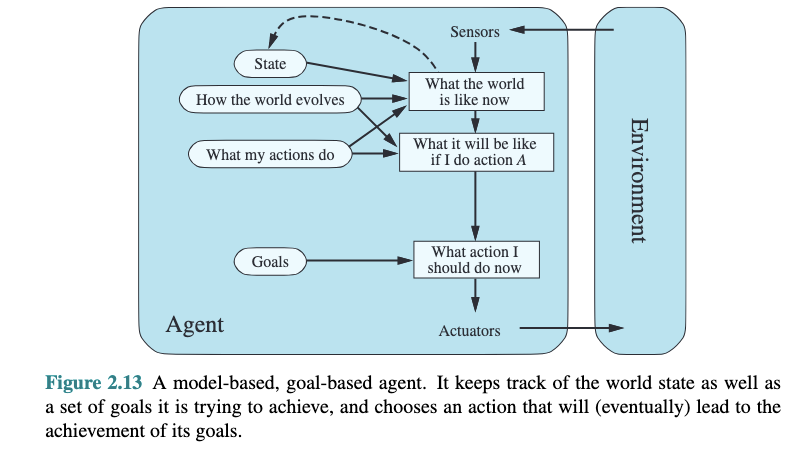 Sensors
State
What the world
is like now
How the world evolves
What it will be like
if I do action A
What my actions do
Environment
What action I
should do now
Goals
Agent
Actuators
Figure 2.13 A model-based, goal-based agent. It keeps track of the world state as well as
a set of goals it is trying to achieve, and chooses an action that will (eventually) lead to the
achievement of its goals.